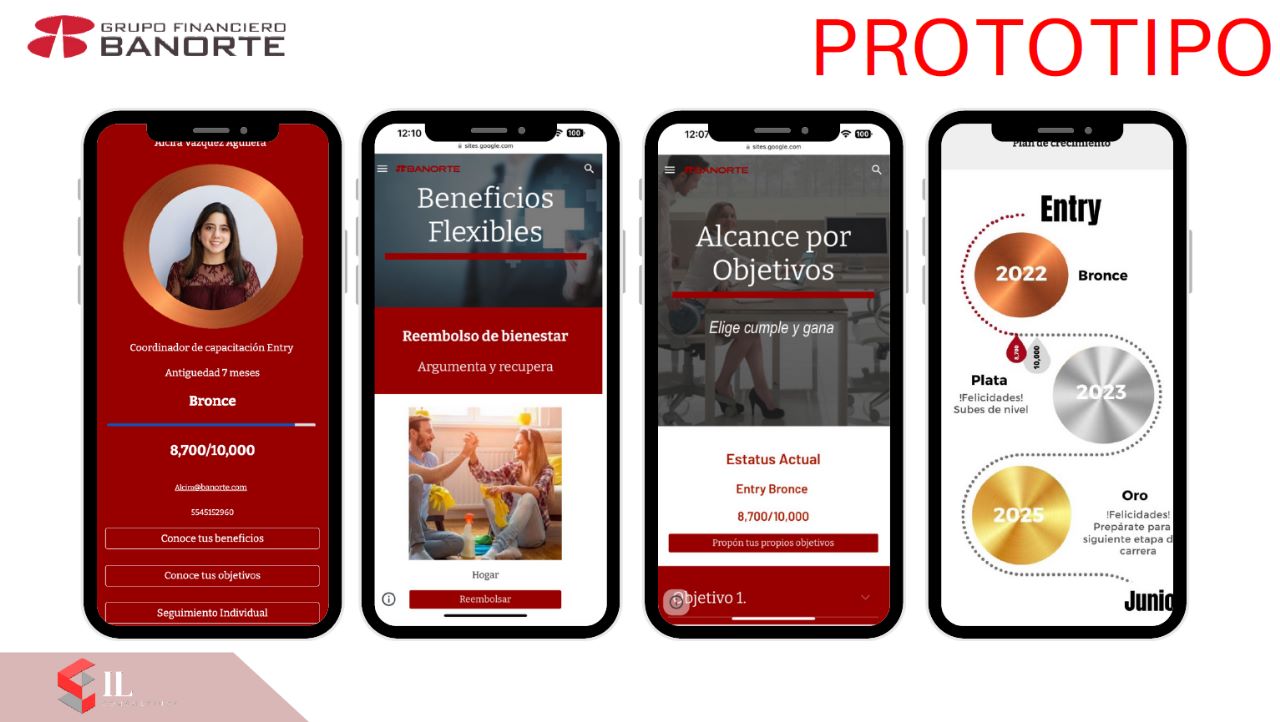 GRUPO FINANCIERO
BANORTE
PROTOTIPO
Alcira Vázquez Aguilera
Coordinador de capacitación Entry
Antiguedad 7 meses
Bronce
8,700/10,000
Alcira@banorte.com
5545152960
Conoce tus beneficios
Conoce tus objetivos
Seguimiento Individual
12:10
100
sites.google.com
BANORTE
Beneficios
Flexibles
Reembolso de bienestar
Argumenta y recupera
Hogar
Reembolsar
12:07
100
sites.google.com
BANORTE
Alcance por
Objetivos
Elige cumple y gana
Estatus Actual
Entry Bronce
8,700/10,000
Propón tus propios objetivos
Objetivo 1.
Plan de crecimiento
Entry
2022
Bronce
8,700
10,000
Plata
!Felicidades!
Subes de nivel
2023
2025
Oro
!Felicidades!
Prepárate para
siguiente etapa d
carrera
Junio
IL